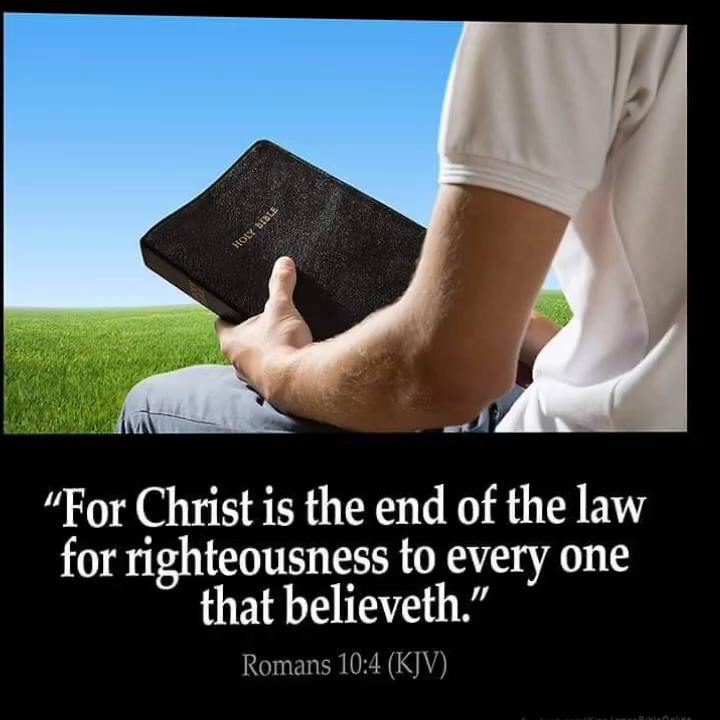 HOLY BIBLE
“For Christ is the end of the law
for righteousness to every one
that believeth.”
Romans 10:4 (KJV)